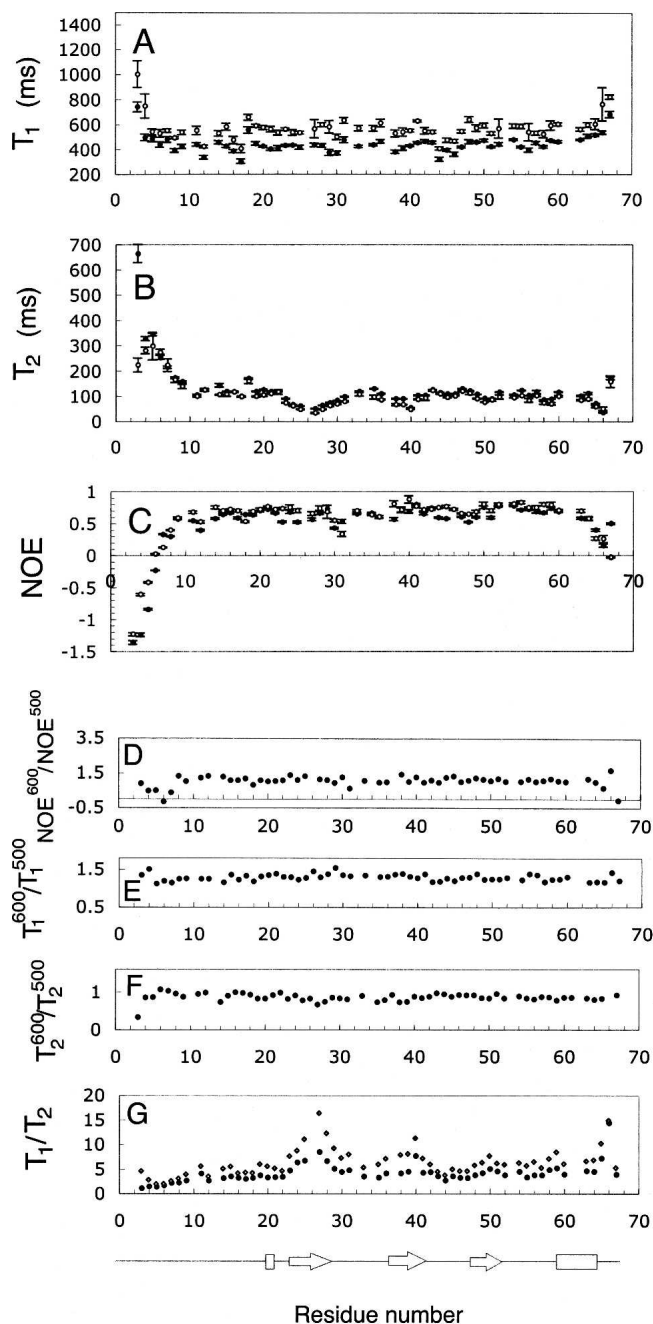 A
T1 (ms)
1400
1200
1000
800
600
400
200
0 10 20 30 40 50 60 70
B
T2 (ms)
700
600
500
400
300
200
100
0
0 10 20 30 40 50 60 70
C
NOE
1
0.5
0
-0.5
-1
-1.5
0 10 20 30 40 50 60 70
D
NOE600/NOE500
3.5
1.5
-0.5
0 10 20 30 40 50 60 70
E
T1600/T1500
1.5
0.5
0 10 20 30 40 50 60 70
F
T2600/T2500
1
0
0 10 20 30 40 50 60 70
G
T1/T2
20
15
10
5
0
0 10 20 30 40 50 60 70
Residue number